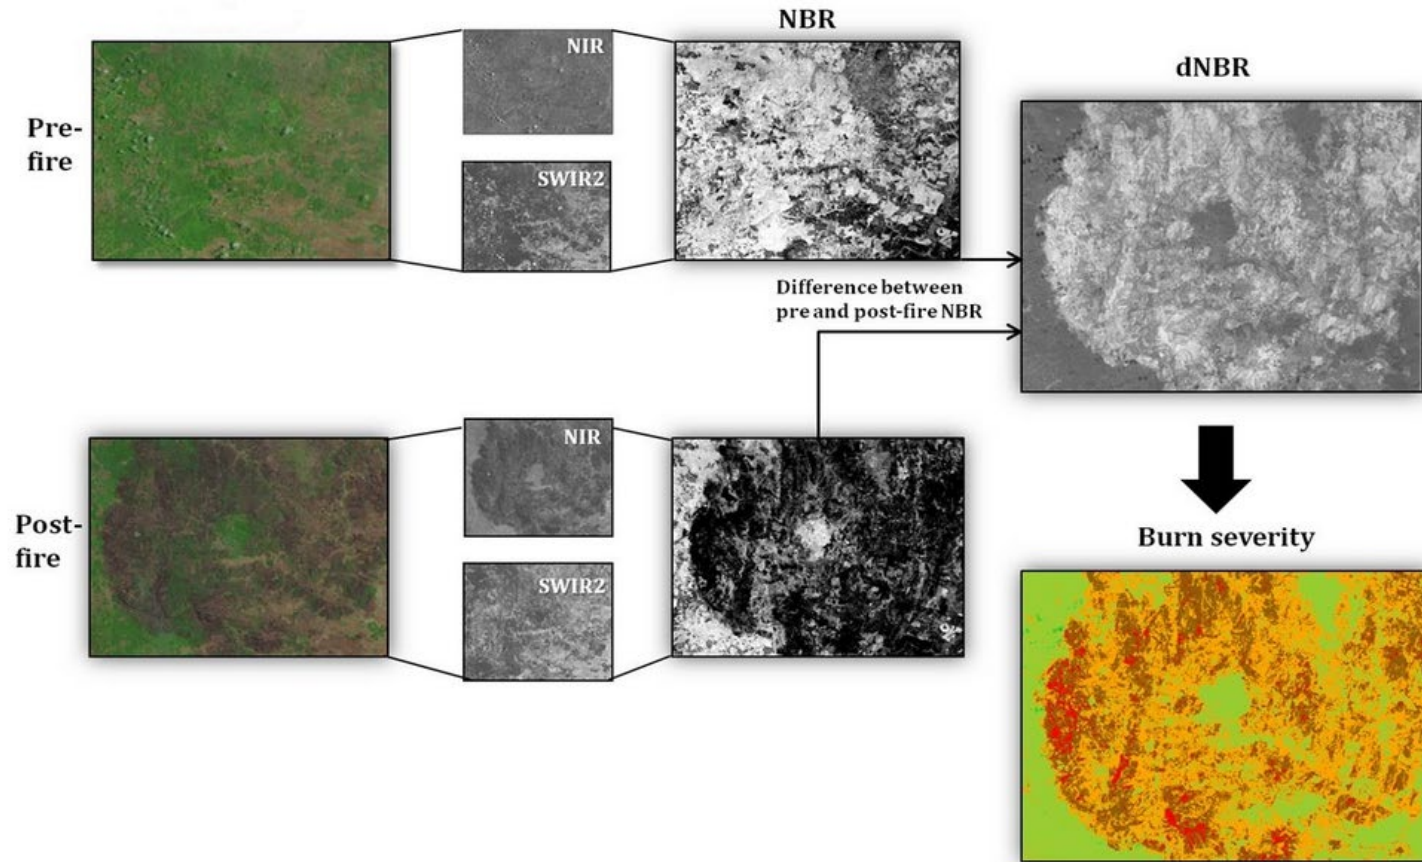 NBR
NIR
dNBR
Pre-
fire
SWIR2
Difference between
pre and post-fire NBR
NIR
Post-
fire
Burn severity
SWIR2